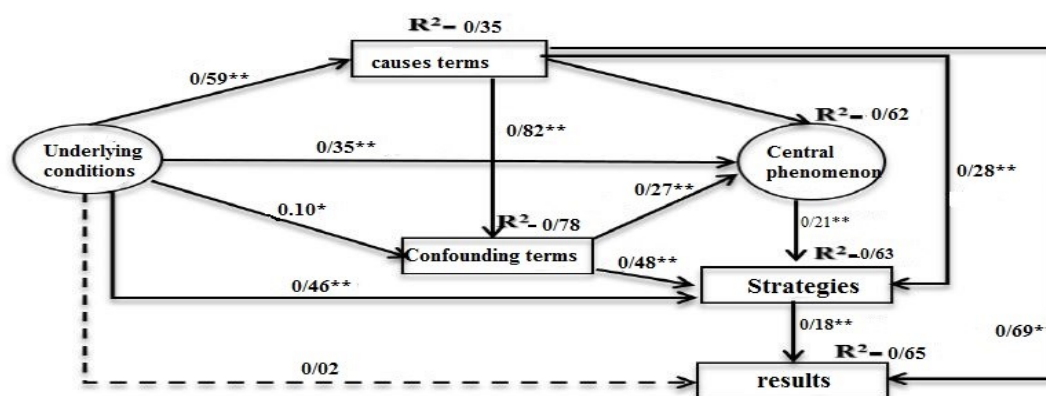 R²- 0/35
causes terms
0/59**
R²- 0/62
0/82**
Underlying
conditions
0/35**
Central
phenomenon
0/28**
0/27**
0.10*
R²- 0/78
0/21**
Confounding terms
0/48**
R²-0/63
Strategies
0/46**
0/18**
0/69*
R²- 0/65
0/02
results